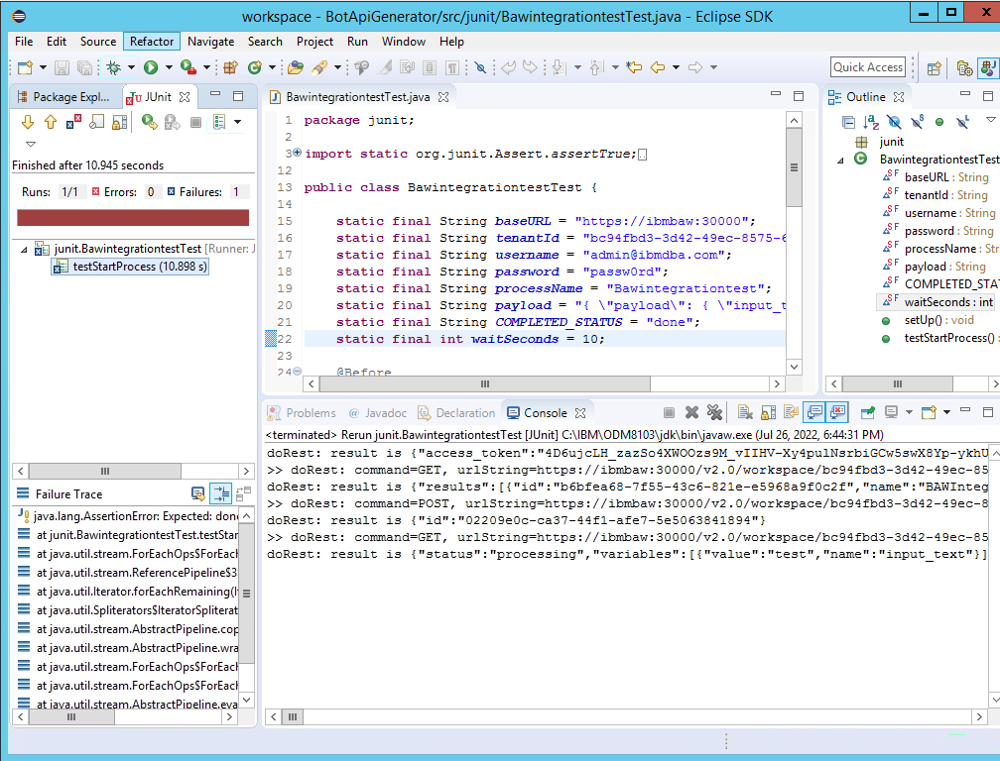 workspace - BotApiGenerator/src/junit/BawintegrationtestTest.java - Eclipse SDK
File Edit Source Refactor Navigate Search Project Run Window Help
Quick Access
Package Expl... JUnit
Finished after 10.945 seconds
Runs: 1/1 Errors: 0 Failures: 1
junit.BawintegrationtestTest [Runner: J
testStartProcess (10.898 s)
Failure Trace
java.lang.AssertionError: Expected: done
at junit.BawintegrationtestTest.testStar
at java.util.stream.ForEachOps$ForEach
at java.util.stream.ReferencePipeline$3
at java.util.Iterator.forEachRemaining(I
at java.util.Spliterators$IteratorSpliterat
at java.util.stream.AbstractPipeline.cop
at java.util.stream.AbstractPipeline.wra
at java.util.stream.ForEachOps$ForEach
at java.util.stream.ForEachOps$ForEach
at java.util.stream.AbstractPipeline.eva
BawintegrationtestTest.java
1 package junit;
2
3 import static org.junit.Assert.assertTrue;
12
13 public class BawintegrationtestTest {
14
15 static final String baseURL = "https://ibmbaw:30000";
16 static final String tenantId = "bc94fbd3-3d42-49ec-8575-6
17 static final String username = "admin@ibmdba.com";
18 static final String password = "passw0rd";
19 static final String processName = "Bawintegrationtest";
20 static final String payload = "{ \"payload\": { \"input_t
21 static final String COMPLETED_STATUS = "done";
22 static final int waitSeconds = 10;
23
24 @Before
Outline
junit
BawintegrationtestTest
baseURL : String
tenantId : String
username : String
password : String
processName : Str
payload : String
COMPLETED_STA
waitSeconds : int
setUp() : void
testStartProcess() :
Problems @ Javadoc Declaration Console
<terminated> Rerun junit.BawintegrationtestTest [JUnit] C:\IBM\ODM8103\jdk\bin\javaw.exe (Jul 26, 2022, 6:44:31 PM)
doRest: result is {"access_token":"4D6ujcLH_zazSo4XWOOzs9M_vIIHV-Xy4pulNsrbiGCw5swX8Yp-ykhU
>> doRest: command=GET, urlString=https://ibmbaw:30000/v2.0/workspace/bc94fbd3-3d42-49ec-85
doRest: result is {"results":[{"id":"b6bfea68-7f55-43c6-821e-e5968a9f0c2f","name":"BAWInteg
>> doRest: command=POST, urlString=https://ibmbaw:30000/v2.0/workspace/bc94fbd3-3d42-49ec-8
doRest: result is {"id":"02209e0c-ca37-44f1-afe7-5e5063841894"}
>> doRest: command=GET, urlString=https://ibmbaw:30000/v2.0/workspace/bc94fbd3-3d42-49ec-85
doRest: result is {"status":"processing","variables":[{"value":"test","name":"input_text"}]